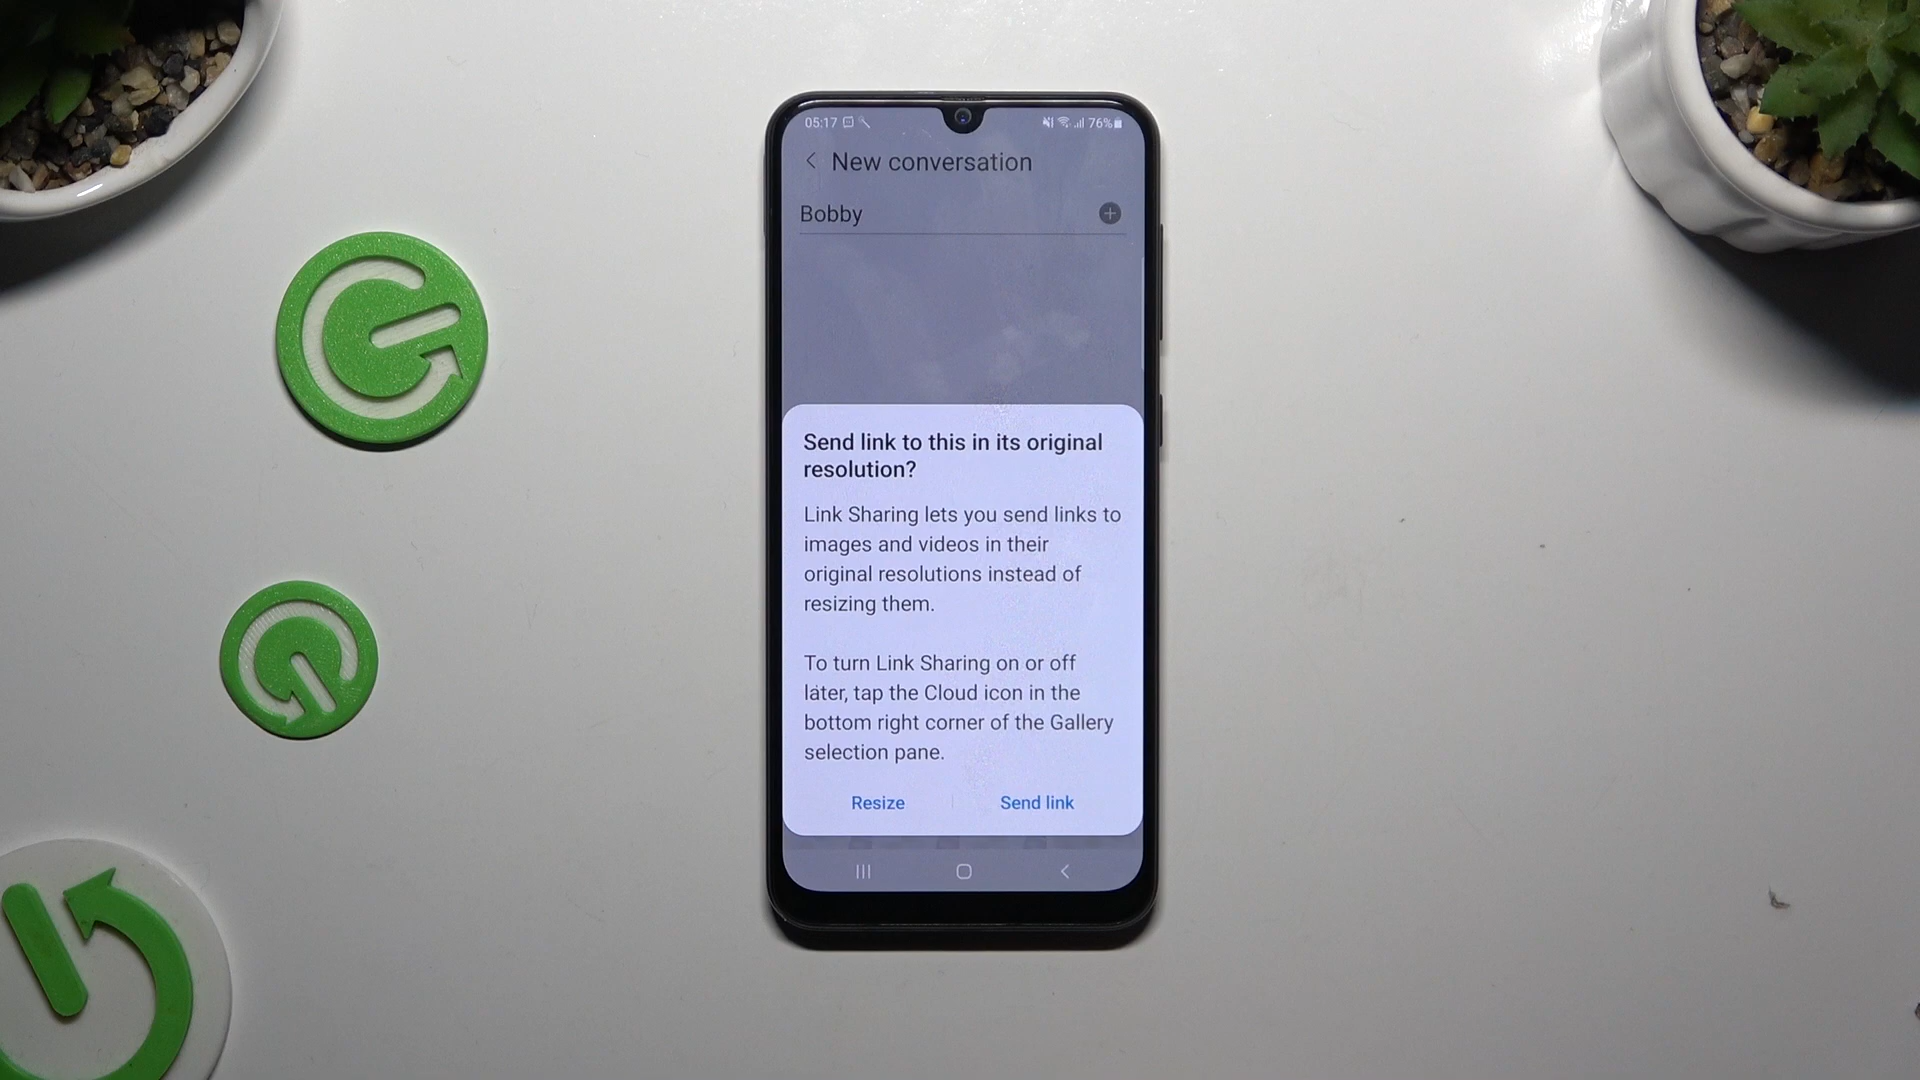 05:17 76%
New conversation
Bobby
Send link to this in its original
resolution?
Link Sharing lets you send links to
images and videos in their
original resolutions instead of
resizing them.
To turn Link Sharing on or off
later, tap the Cloud icon in the
bottom right corner of the Gallery
selection pane.
Resize Send link